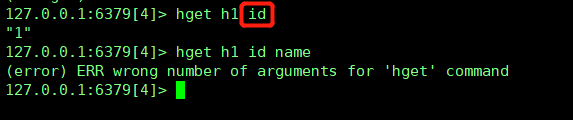 127.0.0.1:6379[4]> hget h1 id
"1"
127.0.0.1:6379[4]> hget h1 id name
(error) ERR wrong number of arguments for 'hget' command
127.0.0.1:6379[4]>